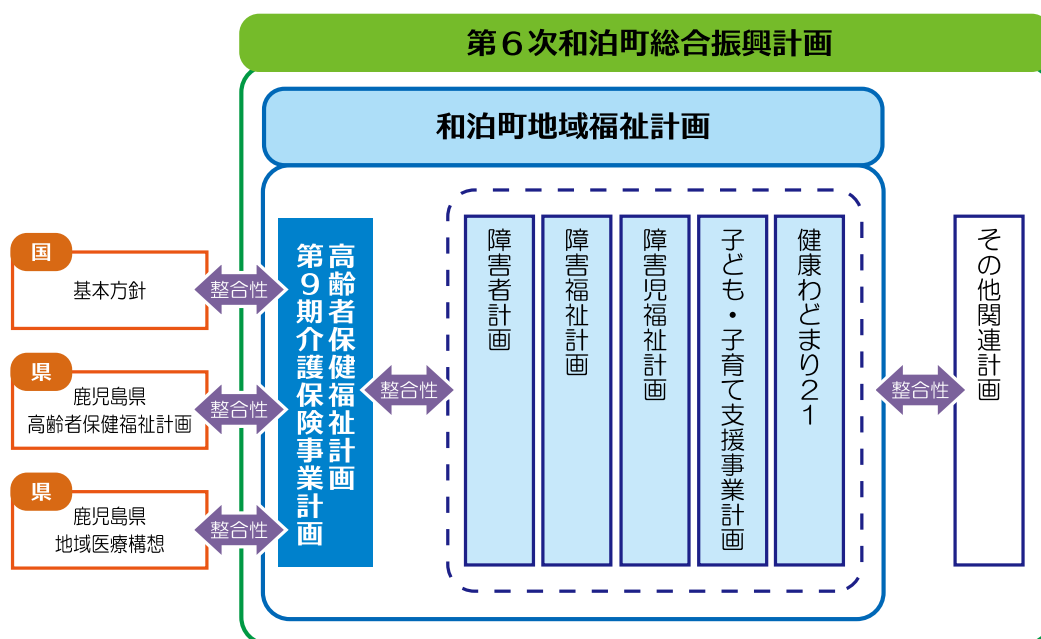 第６次和泊町総合振興計画
和泊町地域福祉計画
国
基本方針
県
鹿児島県
高齢者保健福祉計画
県
鹿児島県
地域医療構想
整合性
整合性
整合性
高齢者保健福祉計画
第９期介護保険事業計画
整合性
障害者計画
障害福祉計画
障害児福祉計画
子ども・子育て支援事業計画
健康わどまり２１
整合性
その他関連計画